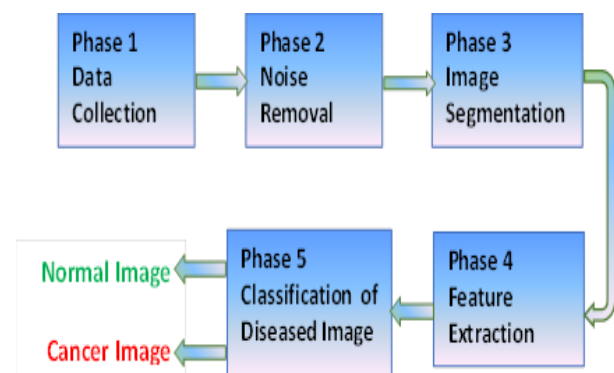 Phase 1
Data
Collection
Phase 2
Noise
Removal
Phase 3
Image
Segmentation
Phase 4
Feature
Extraction
Phase 5
Classification of
Diseased Image
Normal Image
Cancer Image